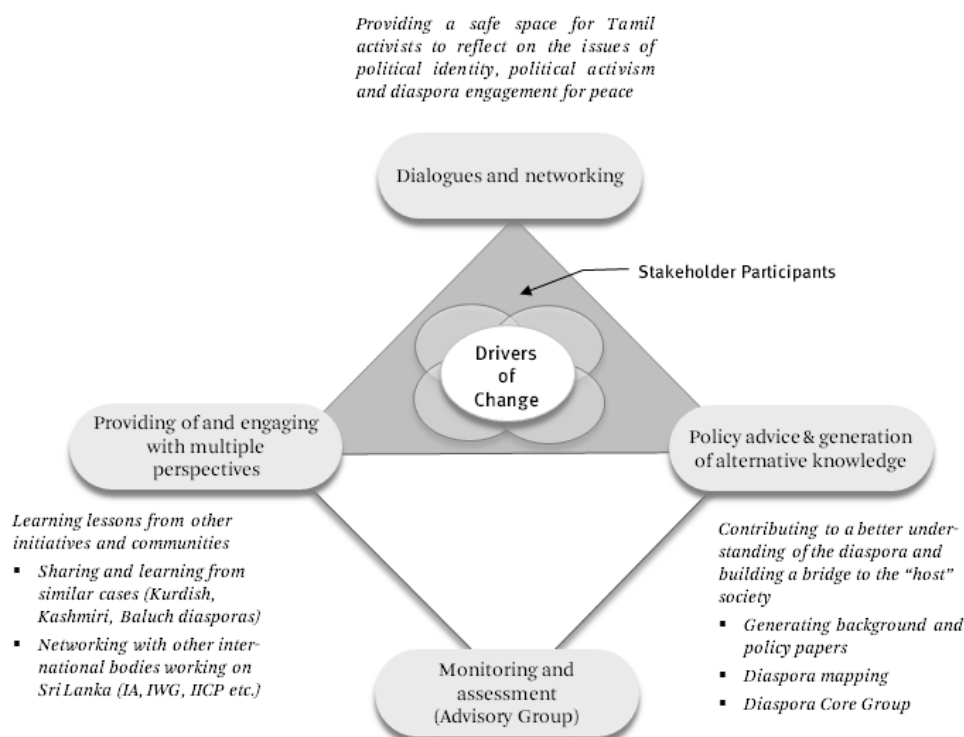 Providing a safe space for Tamil
activists to reflect on the issues of
political identity, political activism
and diaspora engagement for peace
Dialogues and networking
Stakeholder Participants
Drivers
of
Change
Providing of and engaging
with multiple
perspectives
Policy advice & generation
of alternative knowledge
Learning lessons from other
initiatives and communities
▪ Sharing and learning from
similar cases (Kurdish,
Kashmiri, Baluch diasporas)
▪ Networking with other inter-
national bodies working on
Sri Lanka (IA, IWG, IICP etc.)
Contributing to a better under-
standing of the diaspora and
building a bridge to the “host”
society
▪ Generating background and
policy papers
▪ Diaspora mapping
▪ Diaspora Core Group
Monitoring and
assessment
(Advisory Group)